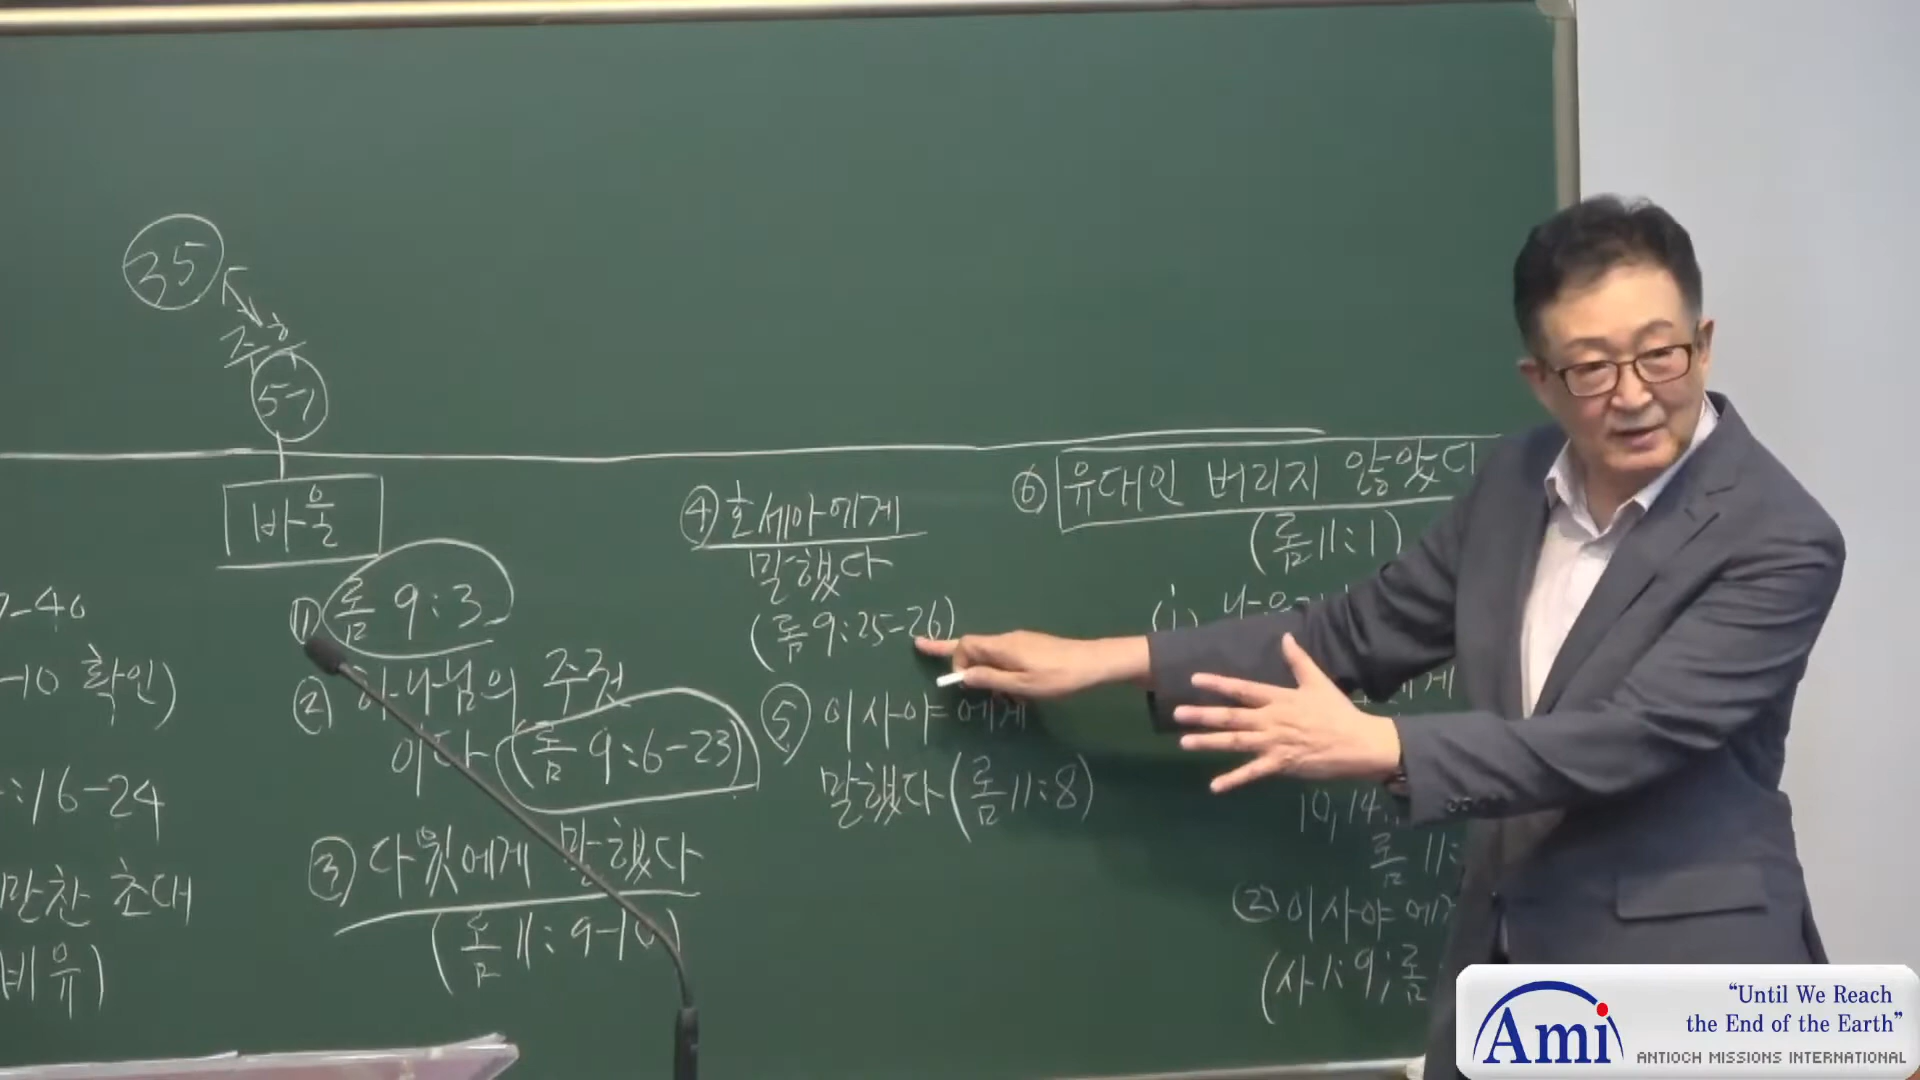 35
주후
57
바울
① 롬 9:3
② 하나님의 주권
이다 (롬 9:6-23)
③ 다윗에게 말했다
(롬 11:9-10)
-10 확인)
:16-24
만찬 초대
비유)
④ 호세아에게
말했다
(롬 9:25-26)
⑤ 이사야에게
말했다 (롬 11:8)
⑥ 유대인 버리지 않았다
(롬 11:1)
(i)
에게
10,14
롬 11:
② 이사야에게
(사 1:9; 롬
Ami
“Until We Reach
the End of the Earth”
ANTIOCH MISSIONS INTERNATIONAL